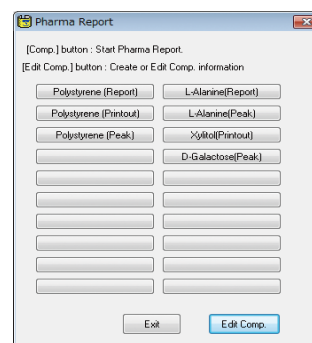 Pharma Report
[Comp.] button : Start Pharma Report.
[Edit Comp.] button : Create or Edit Comp. information
Polystyrene (Report) L-Alanine(Report)
Polystyrene (Printout) L-Alanine(Peak)
Polystyrene (Peak) Xylitol(Printout)
D-Galactose(Peak)
Exit Edit Comp.